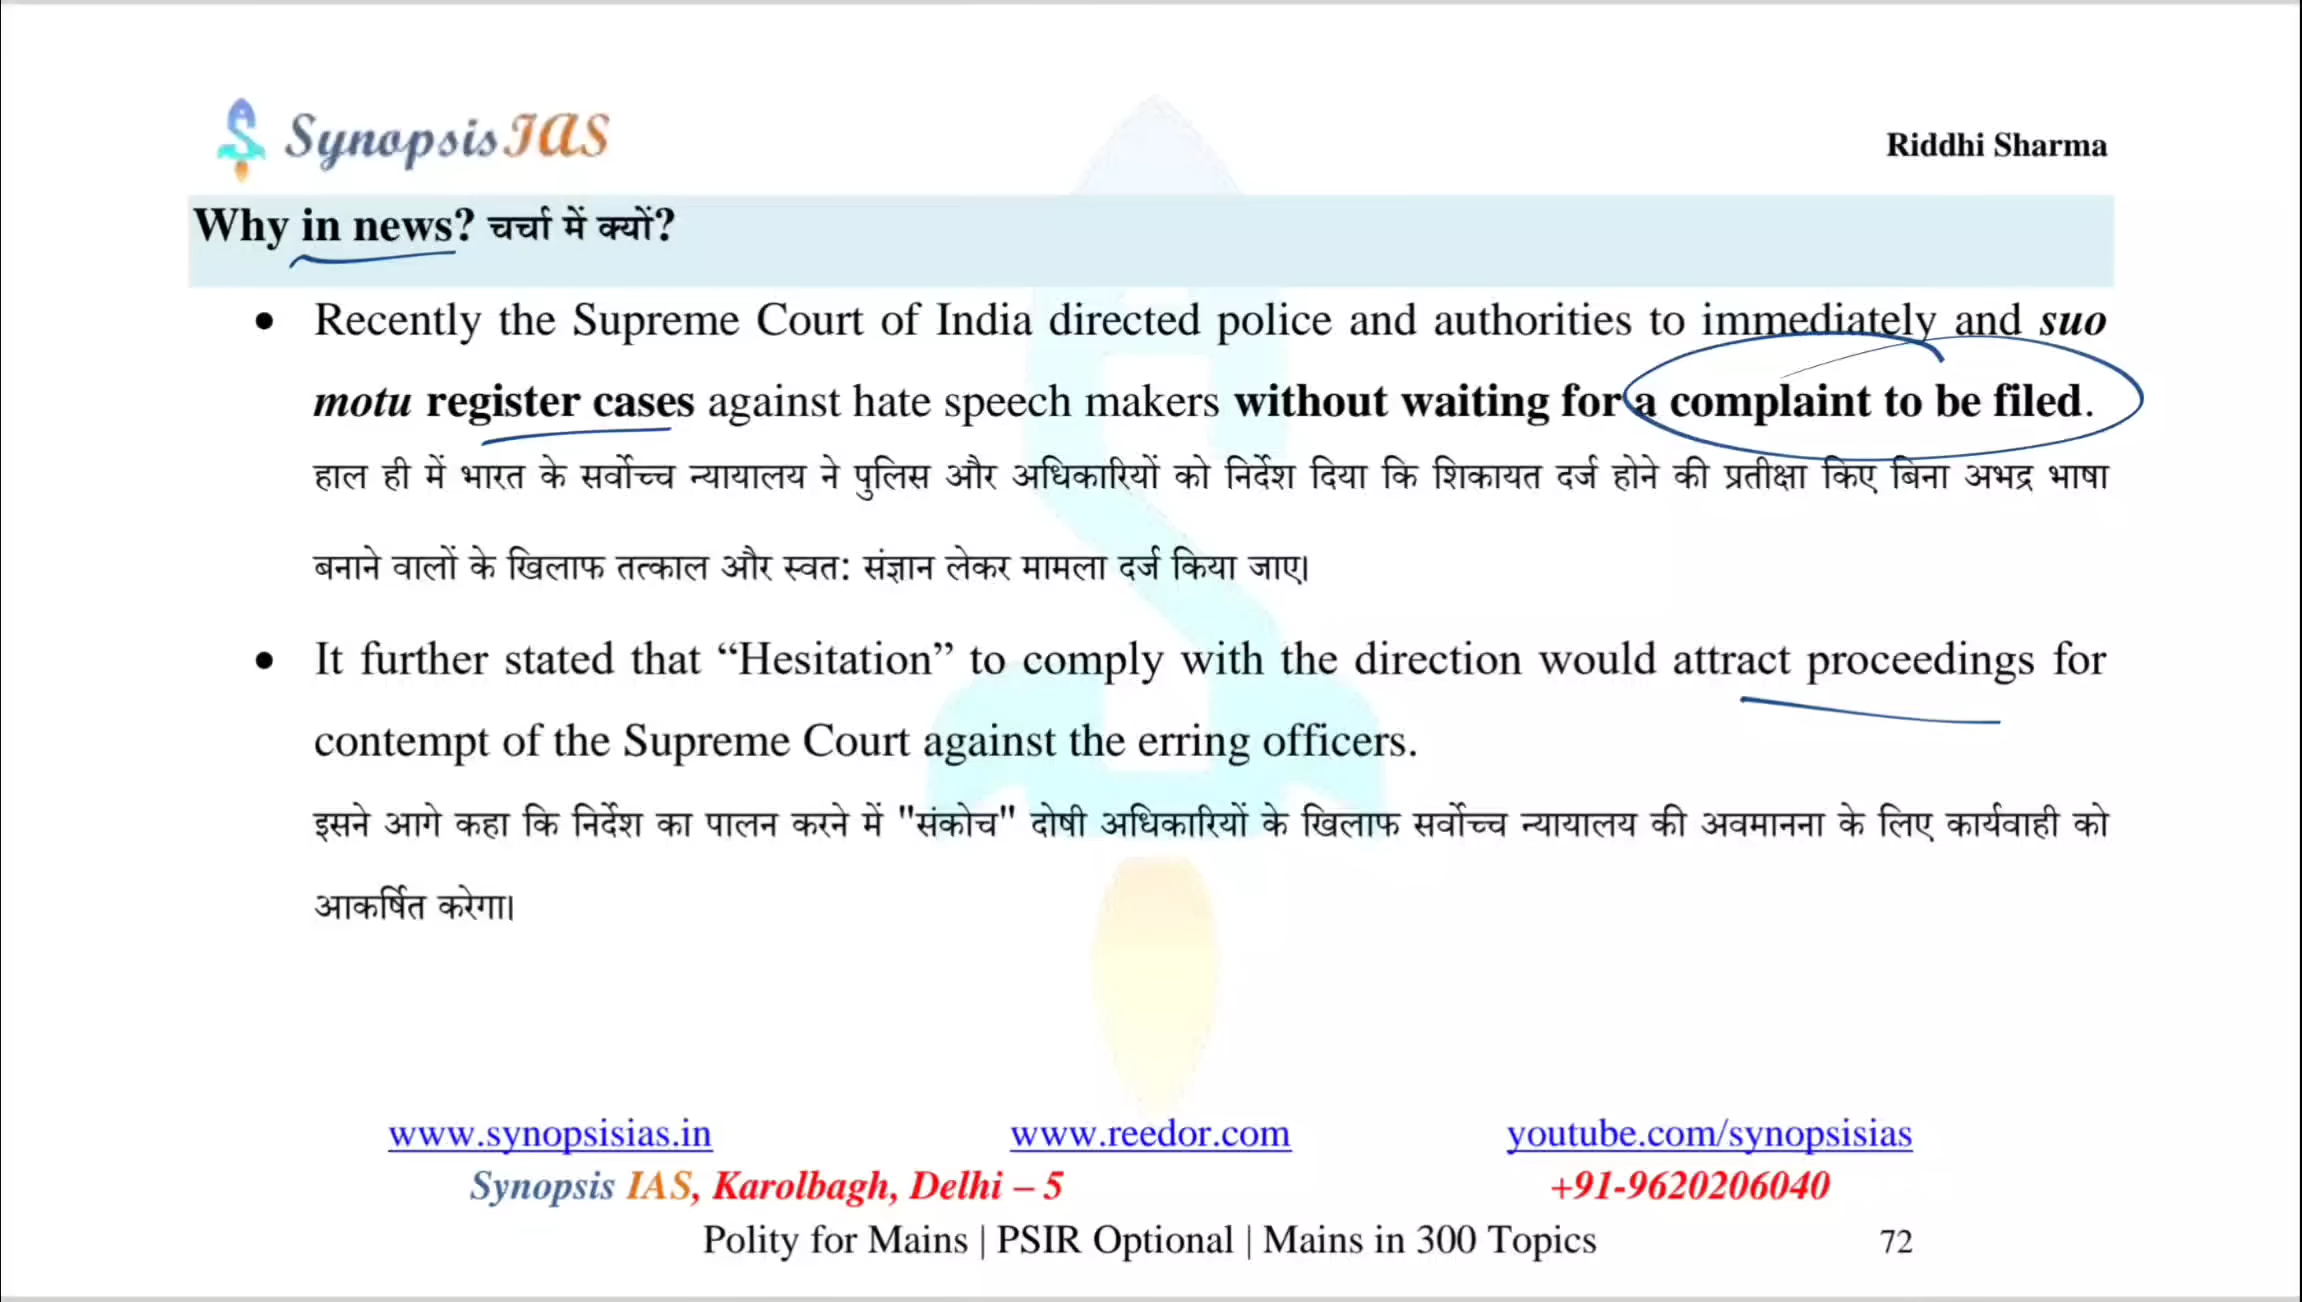 SynopsisIAS
Riddhi Sharma
Why in news? चर्चा में क्यों?
• Recently the Supreme Court of India directed police and authorities to immediately and suo
motu register cases against hate speech makers without waiting for a complaint to be filed.
हाल ही में भारत के सर्वोच्च न्यायालय ने पुलिस और अधिकारियों को निर्देश दिया कि शिकायत दर्ज होने की प्रतीक्षा किए बिना अभद्र भाषा
बनाने वालों के खिलाफ तत्काल और स्वत: संज्ञान लेकर मामला दर्ज किया जाए।
• It further stated that “Hesitation” to comply with the direction would attract proceedings for
contempt of the Supreme Court against the erring officers.
इसने आगे कहा कि निर्देश का पालन करने में "संकोच" दोषी अधिकारियों के खिलाफ सर्वोच्च न्यायालय की अवमानना के लिए कार्यवाही को
आकर्षित करेगा।
www.synopsisias.in www.reedor.com youtube.com/synopsisias
Synopsis IAS, Karolbagh, Delhi – 5 +91-9620206040
Polity for Mains | PSIR Optional | Mains in 300 Topics 72